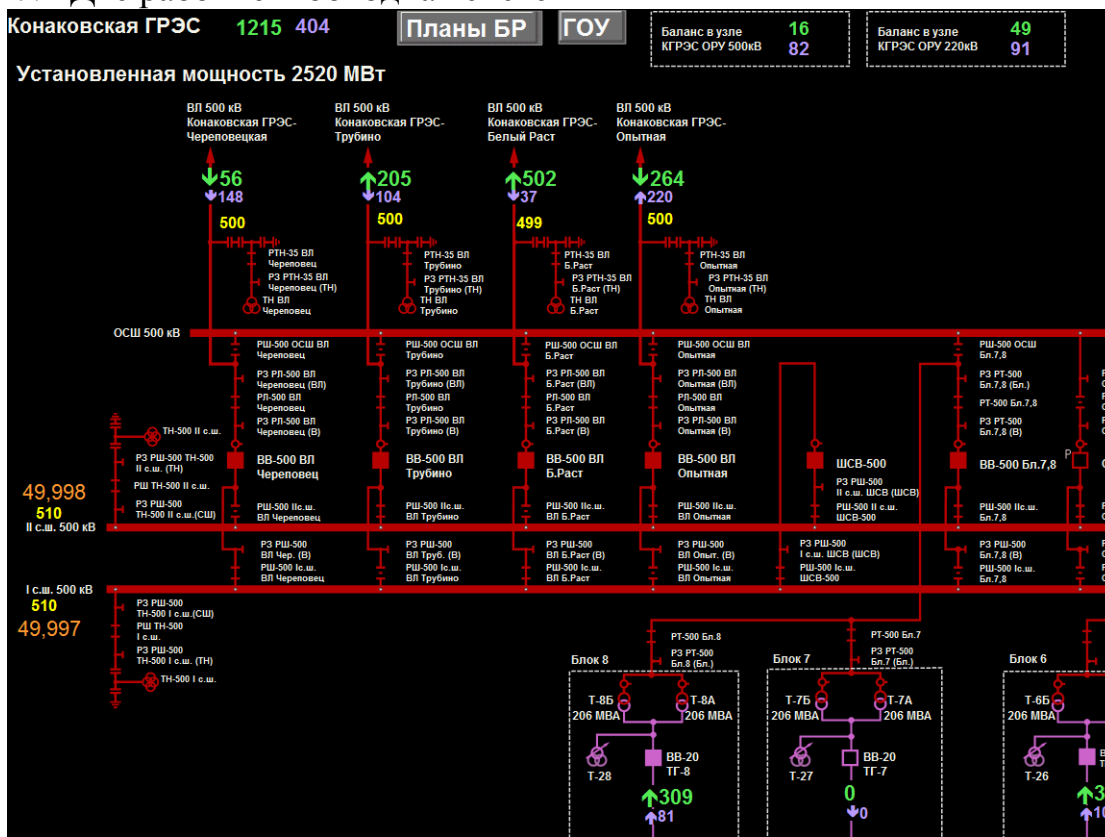 Конаковская ГРЭС 1215 404 Планы БР ГОУ
Баланс в узле 16
КГРЭС ОРУ 500кВ 82
Баланс в узле 49
КГРЭС ОРУ 220кВ 91
Установленная мощность 2520 МВт
ВЛ 500 кВ
Конаковская ГРЭС-
Череповецкая
ВЛ 500 кВ
Конаковская ГРЭС-
Трубино
ВЛ 500 кВ
Конаковская ГРЭС-
Белый Раст
ВЛ 500 кВ
Конаковская ГРЭС-
Опытная
56
148
500
205
104
500
502
37
499
264
220
500
РТН-35 ВЛ
Череповец
РЗ РТН-35 ВЛ
Череповец (ТН)
ТН ВЛ
Череповец
РТН-35 ВЛ
Трубино
РЗ РТН-35 ВЛ
Трубино (ТН)
ТН ВЛ
Трубино
РТН-35 ВЛ
Б.Раст
РЗ РТН-35 ВЛ
Б.Раст (ТН)
ТН ВЛ
Б.Раст
РТН-35 ВЛ
Опытная
РЗ РТН-35 ВЛ
Опытная (ТН)
ТН ВЛ
Опытная
ОСШ 500 кВ
РШ-500 ОСШ ВЛ
Череповец
РЗ РЛ-500 ВЛ
Череповец (ВЛ)
РЛ-500 ВЛ
Череповец
РЗ РЛ-500 ВЛ
Череповец (В)
ВВ-500 ВЛ
Череповец
РШ-500 IIс.ш.
ВЛ Череповец
РШ-500 ОСШ ВЛ
Трубино
РЗ РЛ-500 ВЛ
Трубино (ВЛ)
РЛ-500 ВЛ
Трубино
РЗ РЛ-500 ВЛ
Трубино (В)
ВВ-500 ВЛ
Трубино
РШ-500 IIс.ш.
ВЛ Трубино
РШ-500 ОСШ ВЛ
Б.Раст
РЗ РЛ-500 ВЛ
Б.Раст (ВЛ)
РЛ-500 ВЛ
Б.Раст
РЗ РЛ-500 ВЛ
Б.Раст (В)
ВВ-500 ВЛ
Б.Раст
РШ-500 IIс.ш.
ВЛ Б.Раст
РШ-500 ОСШ ВЛ
Опытная
РЗ РЛ-500 ВЛ
Опытная (ВЛ)
РЛ-500 ВЛ
Опытная
РЗ РЛ-500 ВЛ
Опытная (В)
ВВ-500 ВЛ
Опытная
РШ-500 IIс.ш.
ВЛ Опытная
ШСВ-500
РЗ РШ-500
II с.ш. ШСВ (ШСВ)
РШ-500 II с.ш.
ШСВ-500
РШ-500 ОСШ
Бл.7,8
РЗ РТ-500
Бл.7,8 (Бл.)
РТ-500 Бл.7,8
РЗ РТ-500
Бл.7,8 (В)
ВВ-500 Бл.7,8
Р
РШ-500 IIс.ш.
Бл.7,8
ТН-500 II с.ш.
РЗ РШ-500 ТН-500
II с.ш. (ТН)
РШ ТН-500 II с.ш.
РЗ РШ-500
ТН-500 II с.ш.(СШ)
49,998
510
II с.ш. 500 кВ
РЗ РШ-500
ВЛ Чер. (В)
РШ-500 Iс.ш.
ВЛ Череповец
РЗ РШ-500
ВЛ Труб. (В)
РШ-500 Iс.ш.
ВЛ Трубино
РЗ РШ-500
ВЛ Б.Раст (В)
РШ-500 Iс.ш.
ВЛ Б.Раст
РЗ РШ-500
ВЛ Опыт. (В)
РШ-500 Iс.ш.
ВЛ Опытная
РЗ РШ-500
I с.ш. ШСВ (ШСВ)
РШ-500 Iс.ш.
ШСВ-500
РЗ РШ-500
Бл.7,8 (В)
РШ-500 Iс.ш.
Бл.7,8
I с.ш. 500 кВ
510
49,997
РЗ РШ-500
ТН-500 I с.ш.(СШ)
РШ ТН-500
I с.ш.
РЗ РШ-500
ТН-500 I с.ш. (ТН)
ТН-500 I с.ш.
РТ-500 Бл.8
РЗ РТ-500
Бл.8 (Бл.)
РТ-500 Бл.7
РЗ РТ-500
Бл.7 (Бл.)
Блок 8
Т-8Б Т-8А
206 МВА 206 МВА
Т-28
ВВ-20
ТГ-8
309
81
Блок 7
Т-7Б Т-7А
206 МВА 206 МВА
Т-27
ВВ-20
ТГ-7
0
0
Блок 6
Т-6Б
206 МВА
Т-26